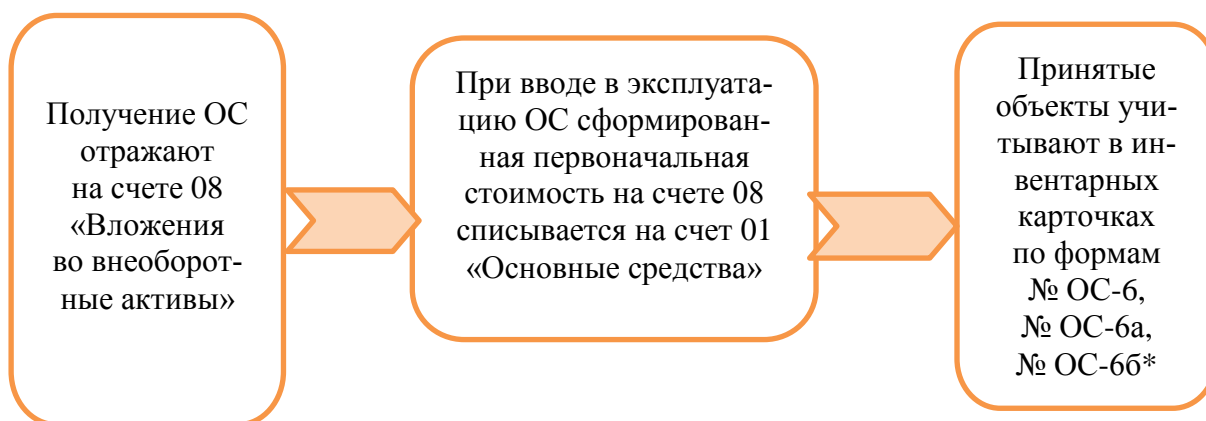 Получение ОС
отражают
на счете 08
«Вложения
во внеоборот-
ные активы»
При вводе в эксплуата-
цию ОС сформирован-
ная первоначальная
стоимость на счете 08
списывается на счет 01
«Основные средства»
Принятые
объекты учи-
тывают в ин-
вентарных
карточках
по формам
№ ОС-6,
№ ОС-6а,
№ ОС-6б*